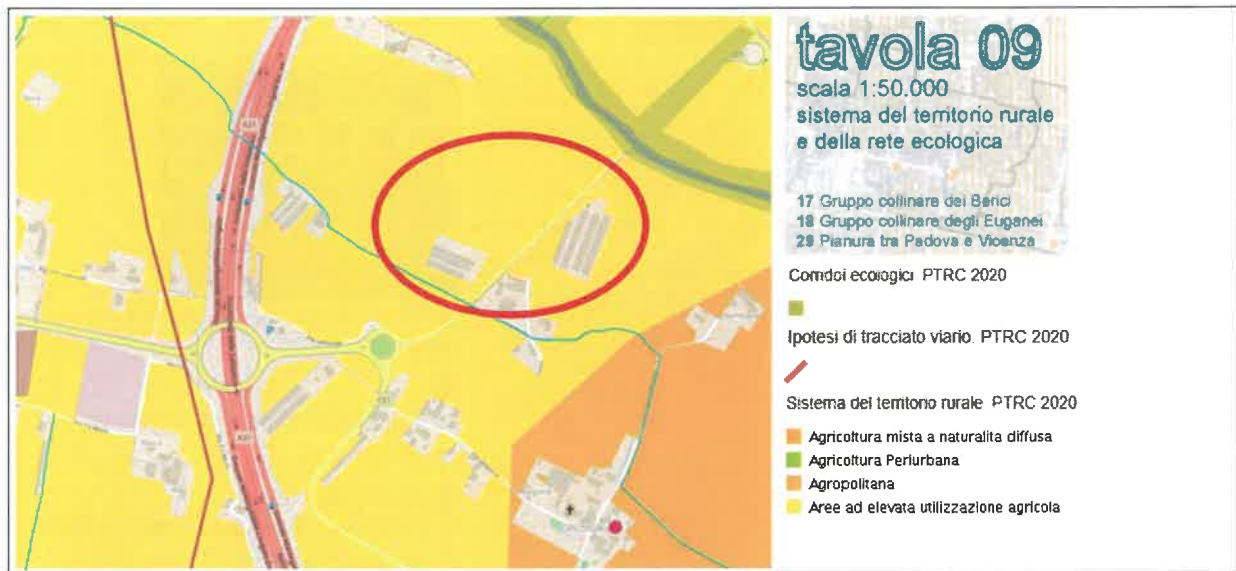 tavola 09
scala 1:50.000
sistema del territorio rurale
e della rete ecologica
17 Gruppo collinare dei Berici
18 Gruppo collinare degli Euganei
29 Pianura tra Padova e Vicenza
Corridoi ecologici PTRC 2020
Ipotesi di tracciato viario PTRC 2020
Sistema del territorio rurale PTRC 2020
Agricoltura mista a naturalita diffusa
Agricoltura Periurbana
Agropolitana
Aree ad elevata utilizzazione agricola
A31
A31